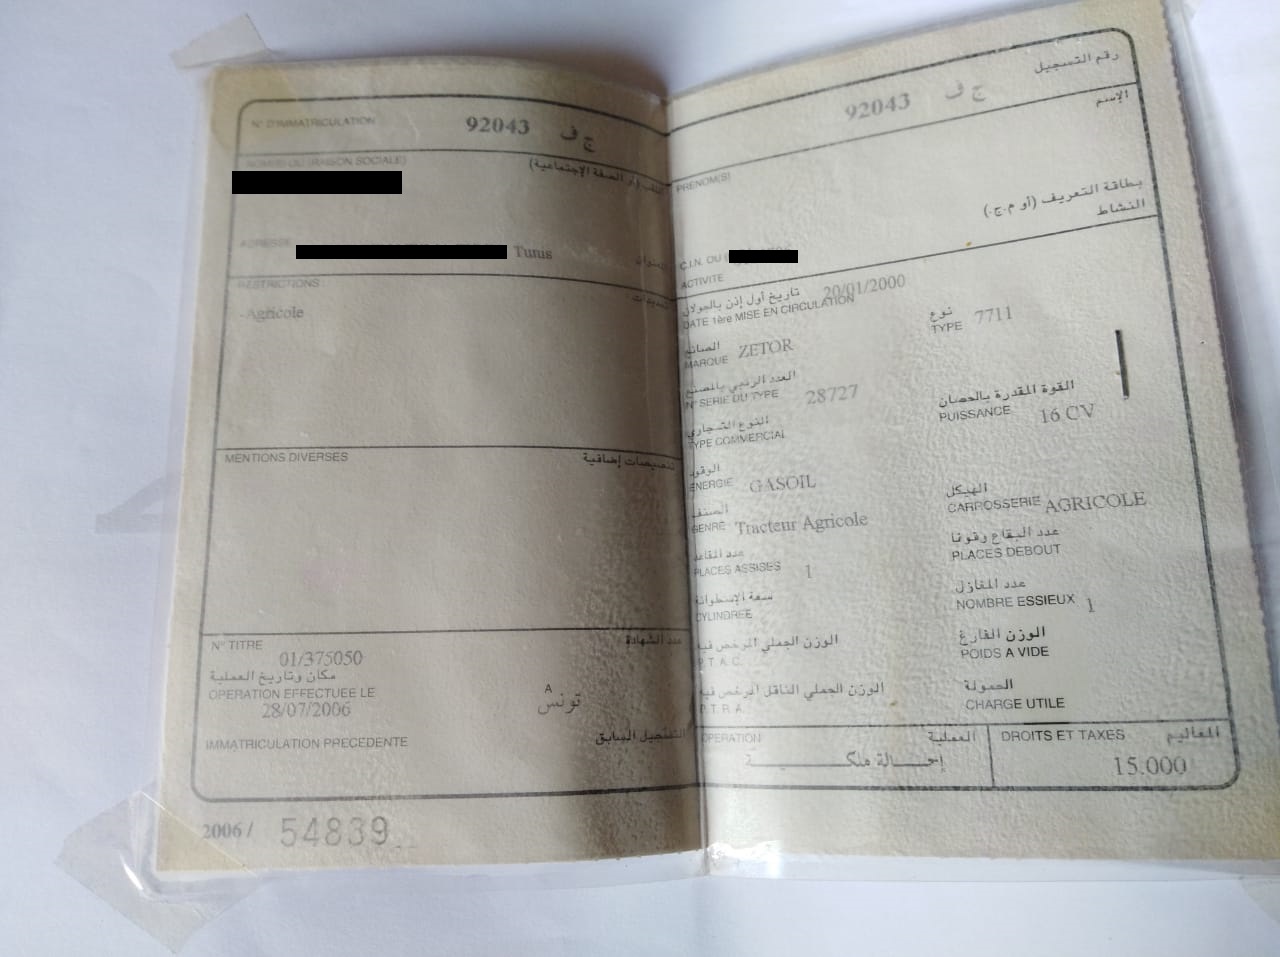 N° D'IMMATRICULATION 92043 ج ف
NOM(S) OU (RAISON SOCIALE) اللقب (أو الصفة الإجتماعية)
ADRESSE Tunis العنوان
RESTRICTIONS تحديدات
-Agricole
MENTIONS DIVERSES تنصيصات إضافية
N° TITRE عدد الشهادة
01/375050
مكان وتاريخ العملية
OPERATION EFFECTUEE LE A
28/07/2006 تونس
IMMATRICULATION PRECEDENTE التسجيل السابق
2006 / 54839
رقم التسجيل
92043 ج ف
الإسم
PRENOM(S)
بطاقة التعريف (أو م.ج.)
النشاط
C.I.N. OU
ACTIVITE
تاريخ أول إذن بالجولان 20/01/2000
DATE 1ère MISE EN CIRCULATION
نوع
TYPE 7711
الصانع
MARQUE ZETOR
العدد الرتبي بالمصنع
N° SERIE DU TYPE 28727
القوة المقدرة بالحصان
PUISSANCE 16 CV
النوع التجاري
TYPE COMMERCIAL
الوقود
ENERGIE GASOIL
الهيكل
CARROSSERIE AGRICOLE
الصنف
GENRE Tracteur Agricole
عدد البقاع وقوفا
PLACES DEBOUT
عدد المقاعد
PLACES ASSISES 1
عدد المغازل
NOMBRE ESSIEUX 1
سعة الإسطوانة
CYLINDREE
الوزن الفارغ
POIDS A VIDE
الوزن الجملي المرخص فيه
P.T.A.C.
الحمولة
CHARGE UTILE
الوزن الجملي الناقل المرخص فيه
P.T.R.A.
OPERATION العملية
إحالة ملكية
DROITS ET TAXES المعاليم
15.000